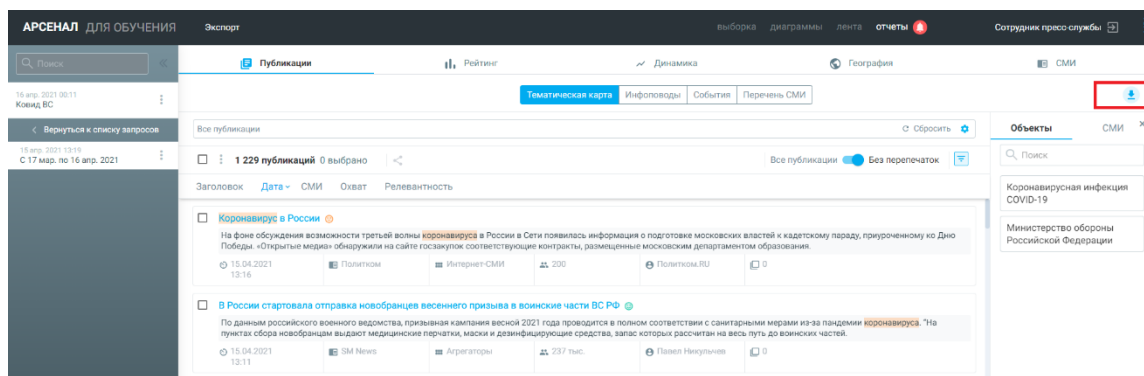 АРСЕНАЛ ДЛЯ ОБУЧЕНИЯ
Экспорт
выборка диаграммы лента отчеты
Сотрудник пресс-службы
Поиск
Публикации
Рейтинг
Динамика
География
СМИ
16 апр. 2021 00:11
Ковид ВС
Тематическая карта Инфоповоды События Перечень СМИ
Вернуться к списку запросов
15 апр. 2021 13:19
С 17 мар. по 16 апр. 2021
Все публикации
Сбросить
Объекты
СМИ
1 229 публикаций 0 выбрано
Все публикации Без перепечаток
Поиск
Заголовок Дата СМИ Охват Релевантность
Коронавирусная инфекция
COVID-19
Министерство обороны
Российской Федерации
Коронавирус в России
На фоне обсуждения возможности третьей волны коронавируса в России в Сети появилась информация о подготовке московских властей к кадетскому параду, приуроченному ко Дню
Победы. «Открытые медиа» обнаружили на сайте госзакупок соответствующие контракты, размещенные московским департаментом образования.
15.04.2021
13:16
Политком
Интернет-СМИ
200
Политком.RU
0
В России стартовала отправка новобранцев весеннего призыва в воинские части ВС РФ
По данным российского военного ведомства, призывная кампания весной 2021 года проводится в полном соответствии с санитарными мерами из-за пандемии коронавируса. "На
пунктах сбора новобранцам выдают медицинские перчатки, маски и дезинфицирующие средства, запас которых рассчитан на весь путь до воинских частей.
15.04.2021
13:11
SM News
Агрегаторы
237 тыс.
Павел Никульчев
0